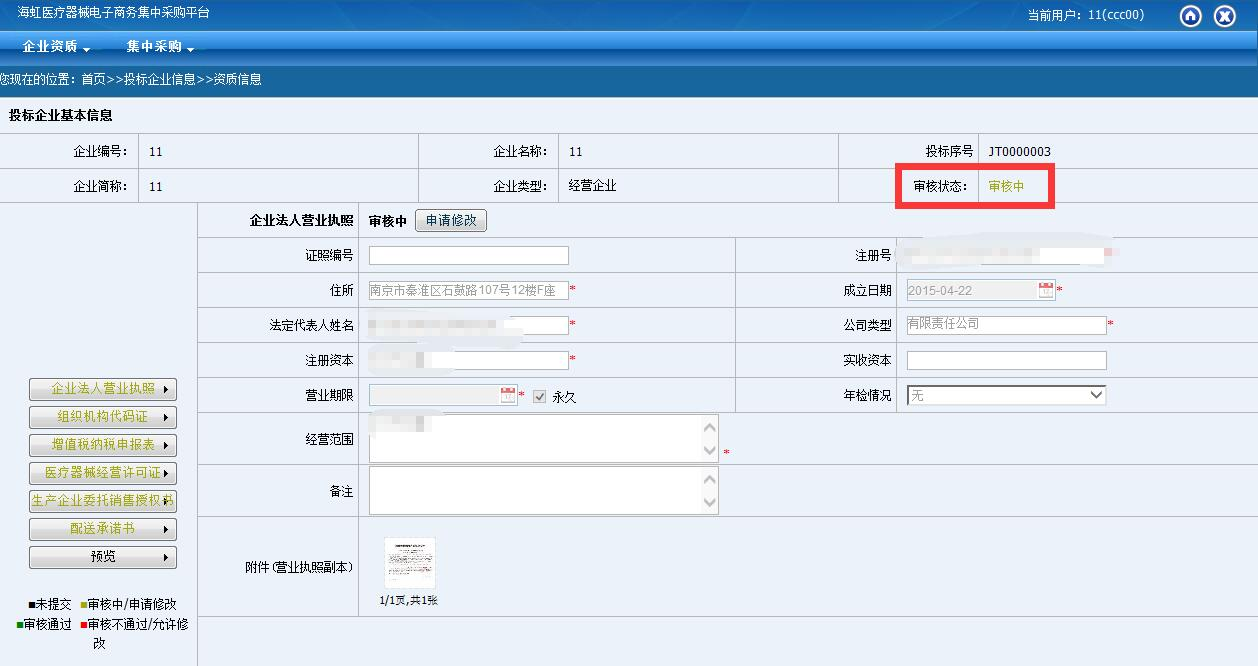 海虹医疗器械电子商务集中采购平台
当前用户：11(ccc00)
企业资质
集中采购
您现在的位置：首页>>投标企业信息>>资质信息
投标企业基本信息
企业编号： 11
企业名称： 11
投标序号 JT0000003
企业简称： 11
企业类型： 经营企业
审核状态： 审核中
企业法人营业执照 审核中 申请修改
证照编号
注册号
住所 南京市秦淮区石鼓路107号12楼F座 *
成立日期 2015-04-22 *
法定代表人姓名 *
公司类型 有限责任公司 *
注册资本 *
实收资本
营业期限 * 永久
年检情况 无
经营范围 *
备注
附件(营业执照副本)
1/1页,共1张
企业法人营业执照
组织机构代码证
增值税纳税申报表
医疗器械经营许可证
生产企业委托销售授权书
配送承诺书
预览
■未提交 ■审核中/申请修改
■审核通过 ■审核不通过/允许修
改